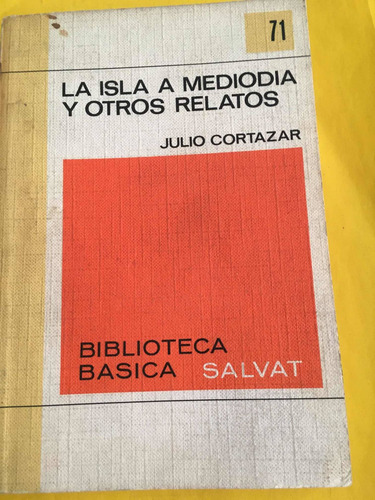 71
LA ISLA A MEDIODIA
Y OTROS RELATOS
JULIO CORTAZAR
BIBLIOTECA
BASICA SALVAT